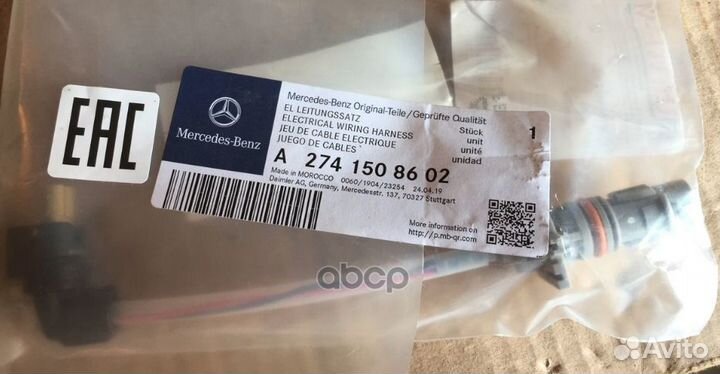 EAC
Mercedes-Benz
Mercedes-Benz Original-Teile/Geprüfte Qualität
EL LEITUNGSSATZ
ELECTRICAL WIRING HARNESS
JEU DE CABLE ELECTRIQUE
JUEGO DE CABLES
Stück
unit
unité
unidad
1
A 274 150 86 02
Made in MOROCCO 0060/1904/23254 24.04.19
Daimler AG, Germany, Mercedesstr. 137, 70327 Stuttgart
More information on
http://p.mb-qr.com
abcp
Avito